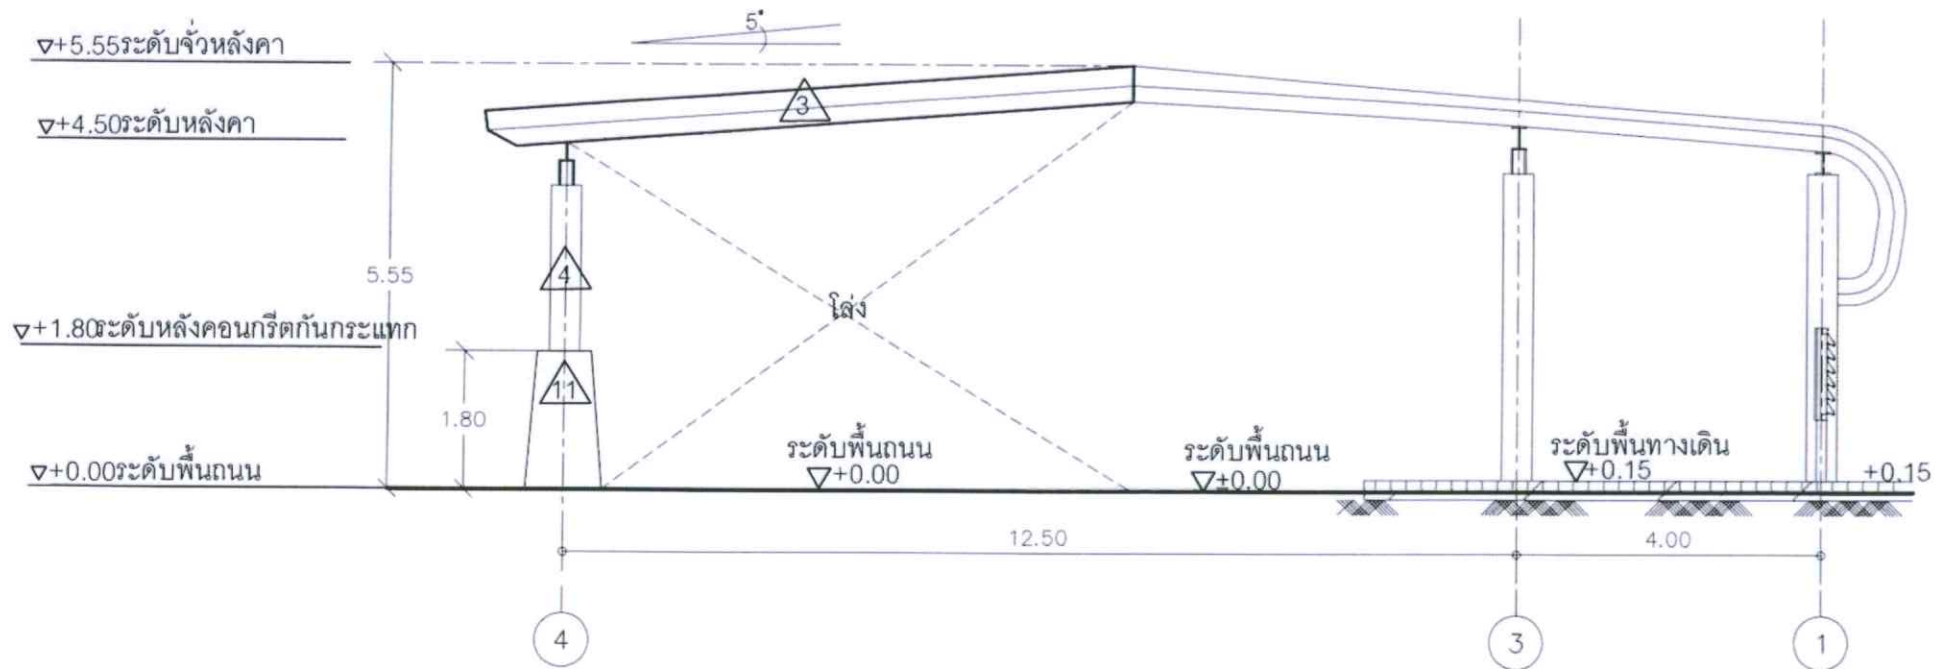 5°
▽+5.55ระดับจั่วหลังคา
3
▽+4.50ระดับหลังคา
5.55
4
โล่ง
▽+1.80ระดับหลังคอนกรีตกันกระแทก
11
1.80
▽+0.00ระดับพื้นถนน
ระดับพื้นถนน
▽+0.00
ระดับพื้นถนน
▽±0.00
ระดับพื้นทางเดิน
▽+0.15
+0.15
12.50
4.00
4
3
1